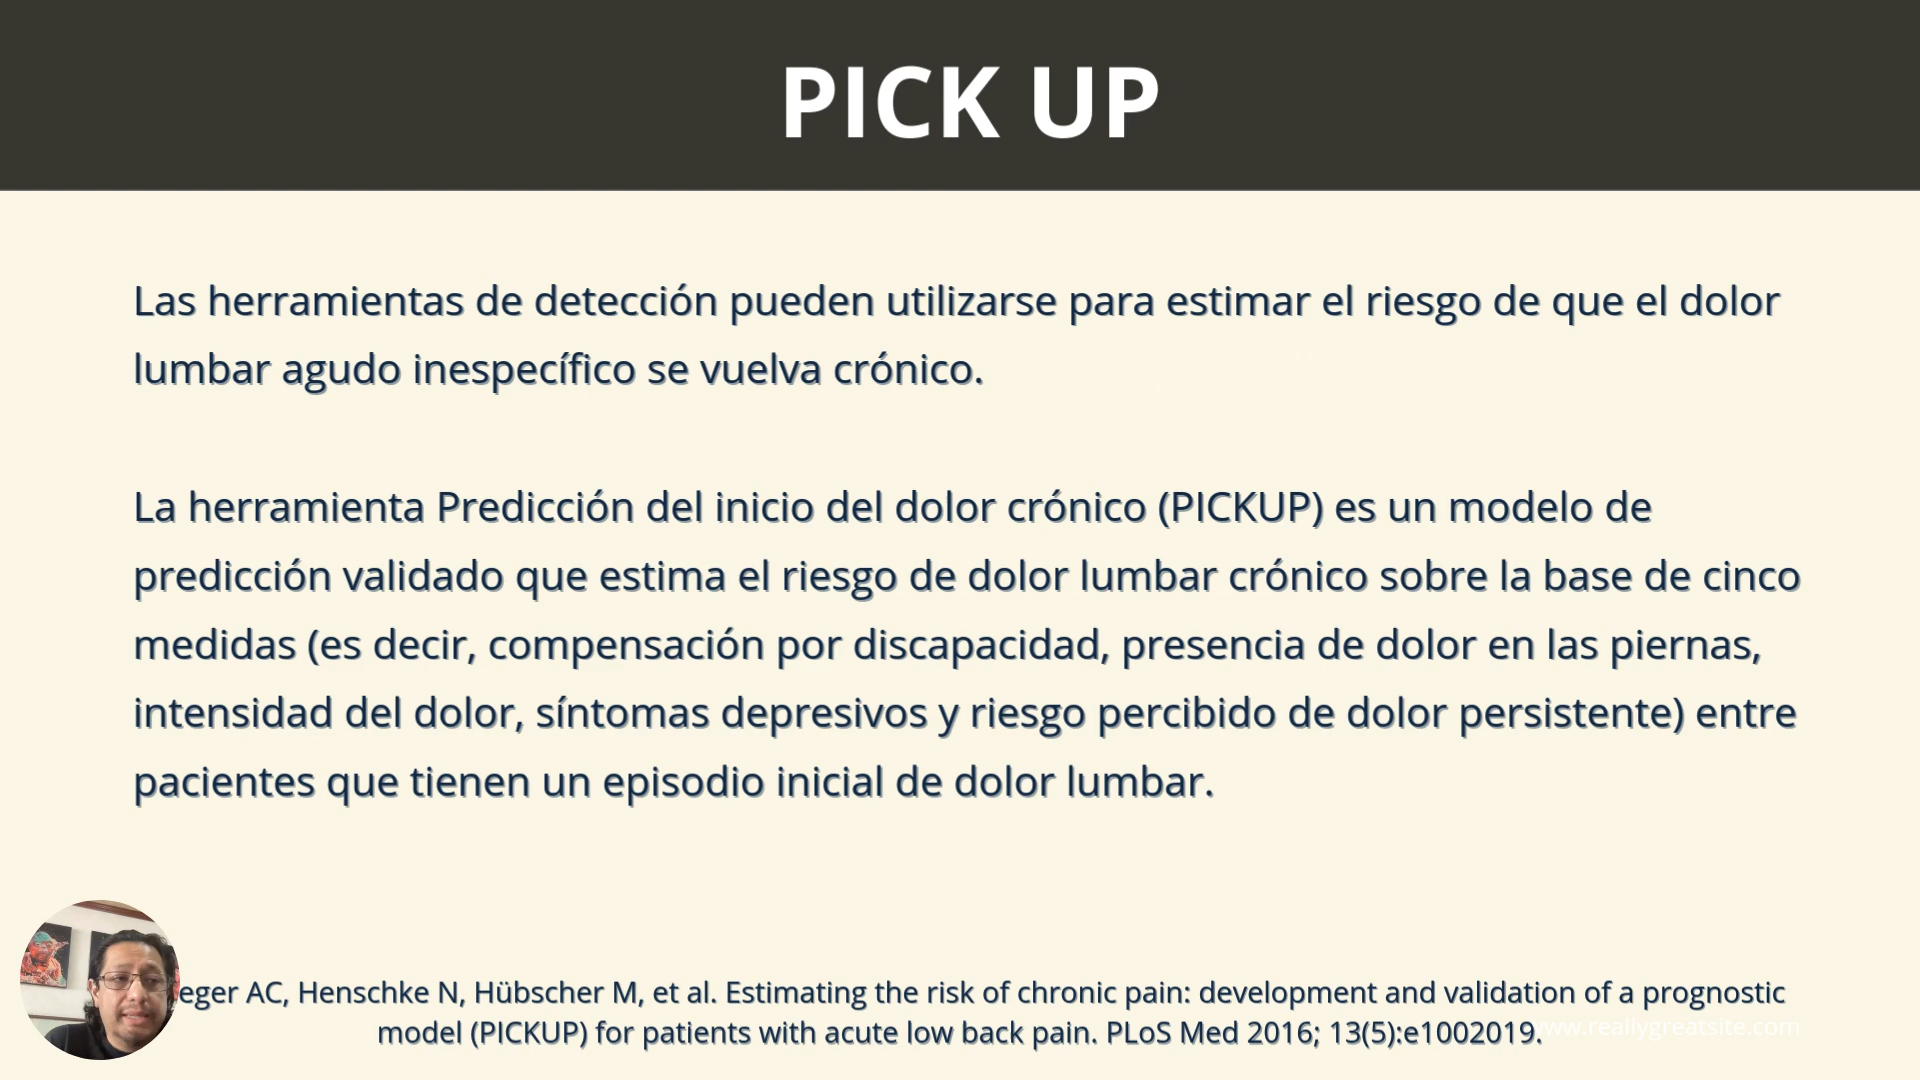 PICK UP
Las herramientas de detección pueden utilizarse para estimar el riesgo de que el dolor
lumbar agudo inespecífico se vuelva crónico.
La herramienta Predicción del inicio del dolor crónico (PICKUP) es un modelo de
predicción validado que estima el riesgo de dolor lumbar crónico sobre la base de cinco
medidas (es decir, compensación por discapacidad, presencia de dolor en las piernas,
intensidad del dolor, síntomas depresivos y riesgo percibido de dolor persistente) entre
pacientes que tienen un episodio inicial de dolor lumbar.
eger AC, Henschke N, Hübscher M, et al. Estimating the risk of chronic pain: development and validation of a prognostic
model (PICKUP) for patients with acute low back pain. PLoS Med 2016; 13(5):e1002019.
www.reallygreatsite.com